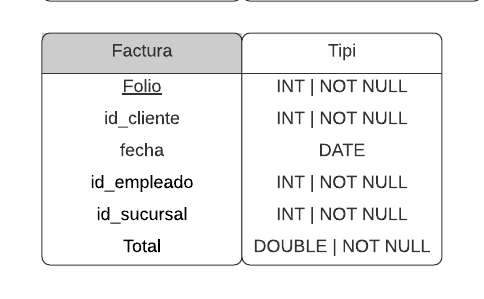 Factura Tipi
Folio INT | NOT NULL
id_cliente INT | NOT NULL
fecha DATE
id_empleado INT | NOT NULL
id_sucursal INT | NOT NULL
Total DOUBLE | NOT NULL